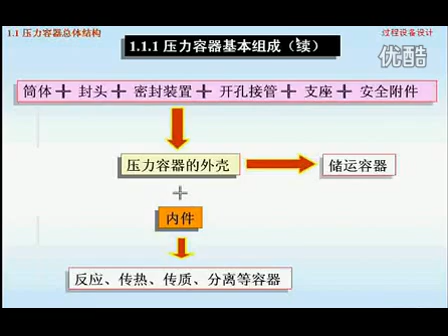 1.1 压力容器总体结构
过程设备设计
1.1.1 压力容器基本组成（续）
优酷
筒体＋封头＋密封装置＋开孔接管＋支座＋安全附件
压力容器的外壳
储运容器
＋
内件
反应、传热、传质、分离等容器